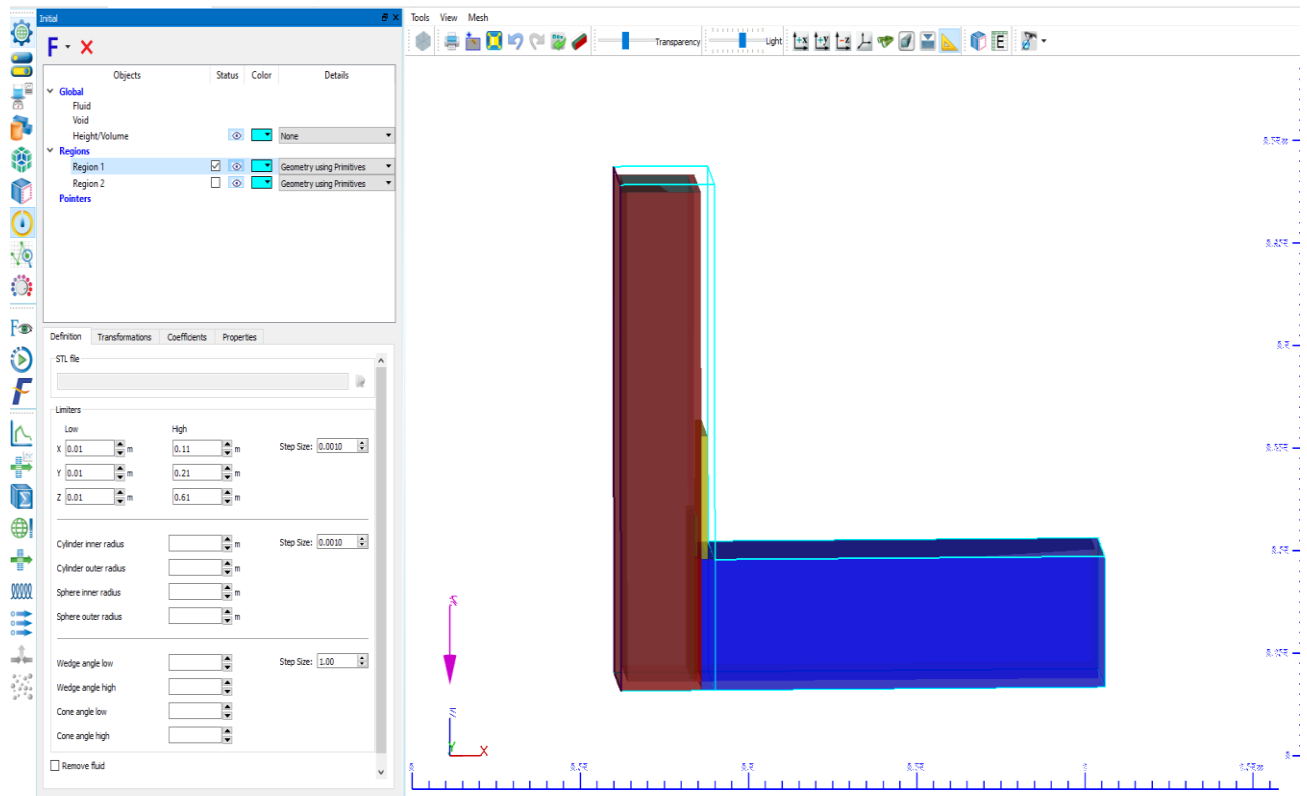 Initial
Tools View Mesh
F
Transparency
Light
+X +Y -Z
E
Objects Status Color Details
Global
Fluid
Void
Height/Volume None
Regions
Region 1 Geometry using Primitives
Region 2 Geometry using Primitives
Pointers
Definition Transformations Coefficients Properties
STL file
Limiters
Low High
X 0.01 m 0.11 m Step Size: 0.0010
Y 0.01 m 0.21 m
Z 0.01 m 0.61 m
Cylinder inner radius m Step Size: 0.0010
Cylinder outer radius m
Sphere inner radius m
Sphere outer radius m
Wedge angle low Step Size: 1.00
Wedge angle high
Cone angle low
Cone angle high
Remove fluid
Y
X